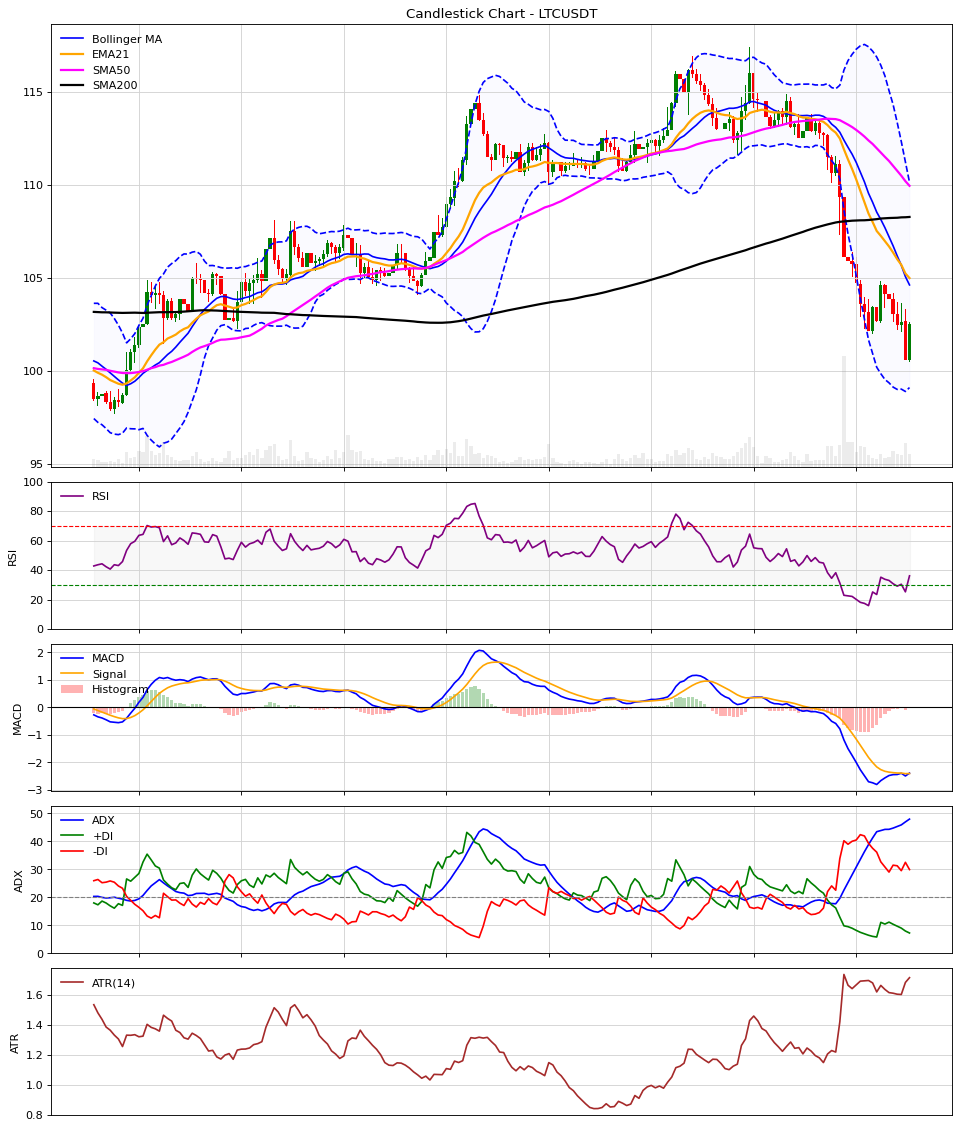 Candlestick Chart - LTCUSDT
Bollinger MA
EMA21
SMA50
SMA200
115
110
105
100
95
RSI
RSI
100
80
60
40
20
0
MACD
Signal
Histogram
MACD
2
1
0
−1
−2
−3
ADX
+DI
-DI
ADX
50
40
30
20
10
0
ATR(14)
ATR
1.6
1.4
1.2
1.0
0.8